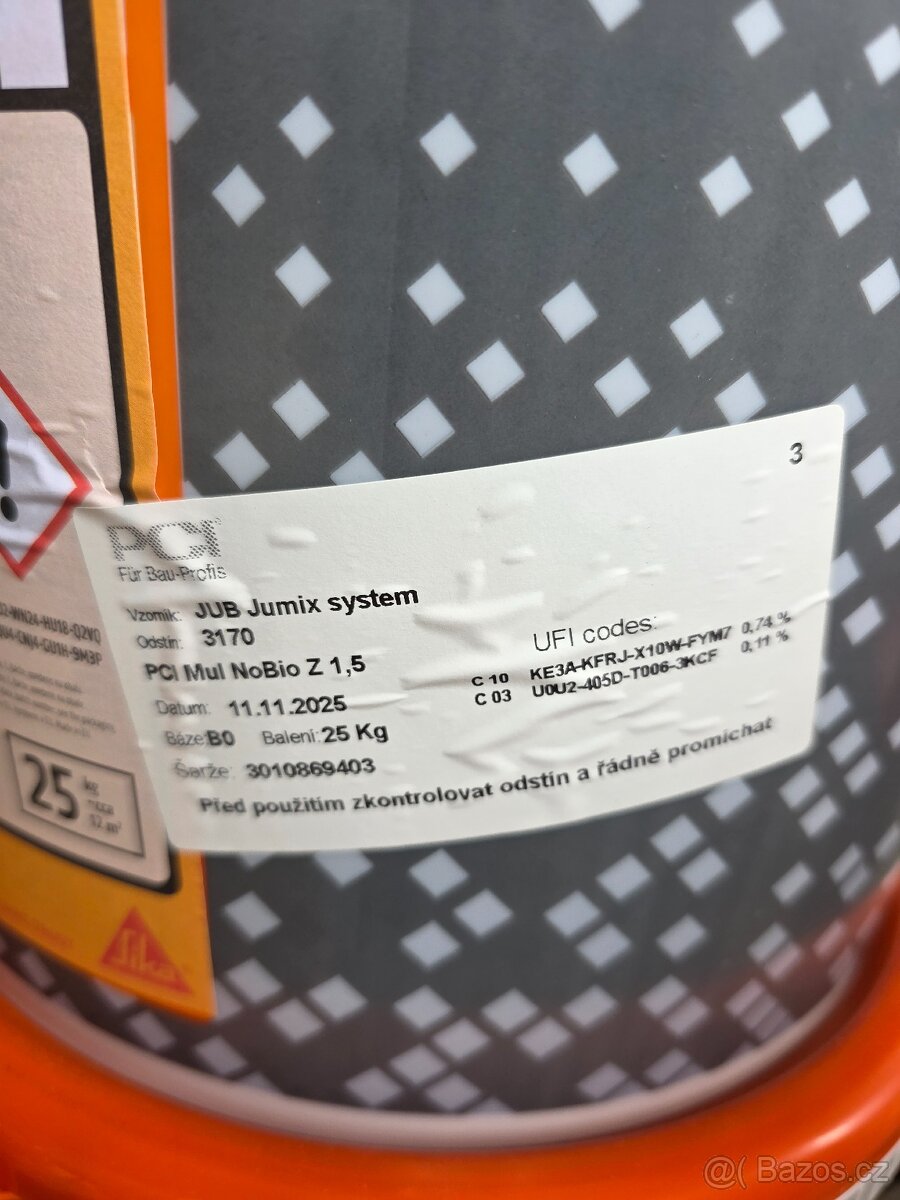 3
PCI
Für Bau-Profis
Vzorník: JUB Jumix system
Odstín: 3170
PCI Mul NoBio Z 1,5
Datum: 11.11.2025
Báze: B0 Balení: 25 Kg
Šarže: 3010869403
UFI codes:
C 10 KE3A-KFRJ-X10W-FYM7 0,74 %
C 03 U0U2-405D-T006-3KCF 0,11 %
Před použitím zkontrolovat odstín a řádně promíchat
25 kg
Sika
@( Bazos.cz